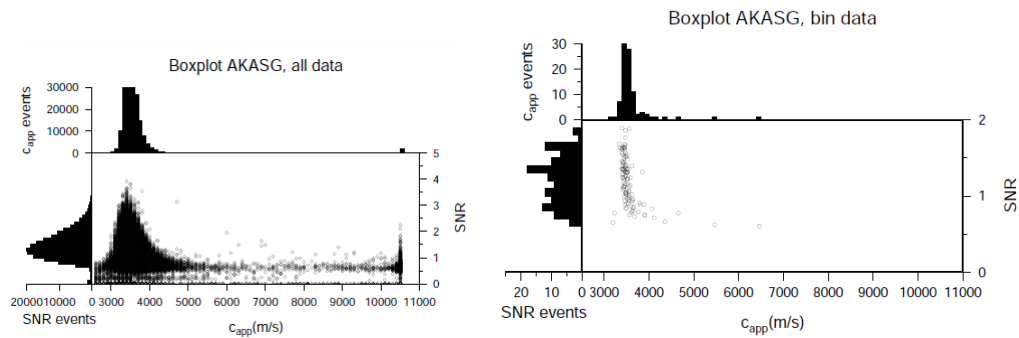 Boxplot AKASG, all data
30000
20000
10000
0
c_app events
5
4
3
2
1
0
SNR
20000 10000 0 3000 4000 5000 6000 7000 8000 9000 10000 11000
SNR events
c_app(m/s)
Boxplot AKASG, bin data
30
20
10
0
c_app events
2
1
0
SNR
20 10 0 3000 4000 5000 6000 7000 8000 9000 10000 11000
SNR events
c_app(m/s)